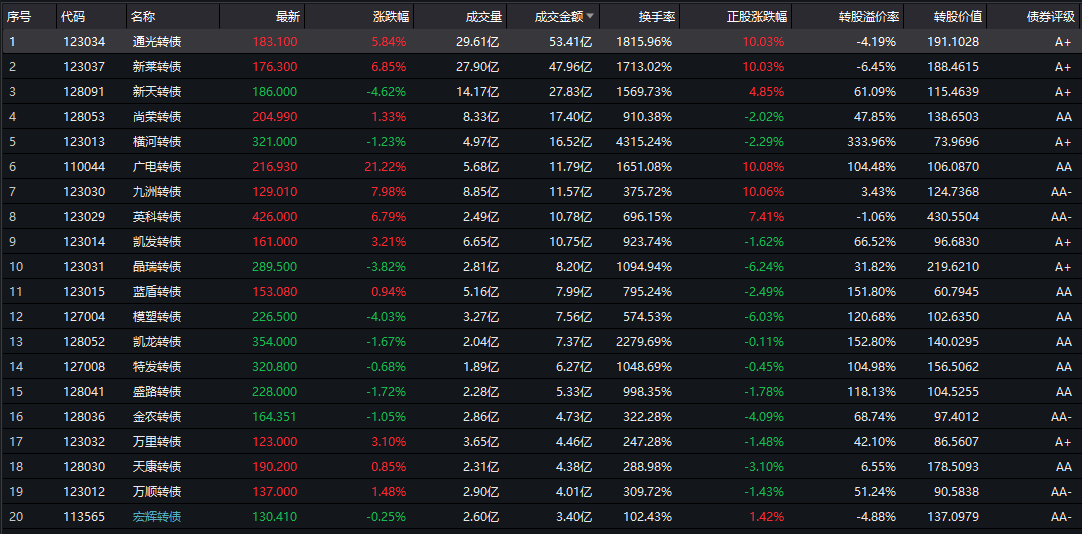 序号 代码 名称 最新 涨跌幅 成交量 成交金额 换手率 正股涨跌幅 转股溢价率 转股价值 债券评级
1 123034 通光转债 183.100 5.84% 29.61亿 53.41亿 1815.96% 10.03% -4.19% 191.1028 A+
2 123037 新莱转债 176.300 6.85% 27.90亿 47.96亿 1713.02% 10.03% -6.45% 188.4615 A+
3 128091 新天转债 186.000 -4.62% 14.17亿 27.83亿 1569.73% 4.85% 61.09% 115.4639 A+
4 128053 尚荣转债 204.990 1.33% 8.33亿 17.40亿 910.38% -2.02% 47.85% 138.6503 AA
5 123013 横河转债 321.000 -1.23% 4.97亿 16.52亿 4315.24% -2.29% 333.96% 73.9696 A+
6 110044 广电转债 216.930 21.22% 5.68亿 11.79亿 1651.08% 10.08% 104.48% 106.0870 AA
7 123030 九洲转债 129.010 7.98% 8.85亿 11.57亿 375.72% 10.06% 3.43% 124.7368 AA-
8 123029 英科转债 426.000 6.79% 2.49亿 10.78亿 696.15% 7.41% -1.06% 430.5504 AA-
9 123014 凯发转债 161.000 3.21% 6.65亿 10.75亿 923.74% -1.62% 66.52% 96.6830 A+
10 123031 晶瑞转债 289.500 -3.82% 2.81亿 8.20亿 1094.94% -6.24% 31.82% 219.6210 A+
11 123015 蓝盾转债 153.080 0.94% 5.16亿 7.99亿 795.24% -2.49% 151.80% 60.7945 AA
12 127004 模塑转债 226.500 -4.03% 3.27亿 7.56亿 574.53% -6.03% 120.68% 102.6350 AA
13 128052 凯龙转债 354.000 -1.67% 2.04亿 7.37亿 2279.69% -0.11% 152.80% 140.0295 AA
14 127008 特发转债 320.800 -0.68% 1.89亿 6.27亿 1048.69% -0.45% 104.98% 156.5062 AA
15 128041 盛路转债 228.000 -1.72% 2.28亿 5.33亿 998.35% -1.78% 118.13% 104.5255 AA
16 128036 金农转债 164.351 -1.05% 2.86亿 4.73亿 322.28% -4.09% 68.74% 97.4012 AA-
17 123032 万里转债 123.000 3.10% 3.65亿 4.46亿 247.28% -1.48% 42.10% 86.5607 A+
18 128030 天康转债 190.200 0.85% 2.31亿 4.38亿 288.98% -3.10% 6.55% 178.5093 AA
19 123012 万顺转债 137.000 1.48% 2.90亿 4.01亿 309.72% -1.43% 51.24% 90.5838 AA-
20 113565 宏辉转债 130.410 -0.25% 2.60亿 3.40亿 102.43% 1.42% -4.88% 137.0979 AA-